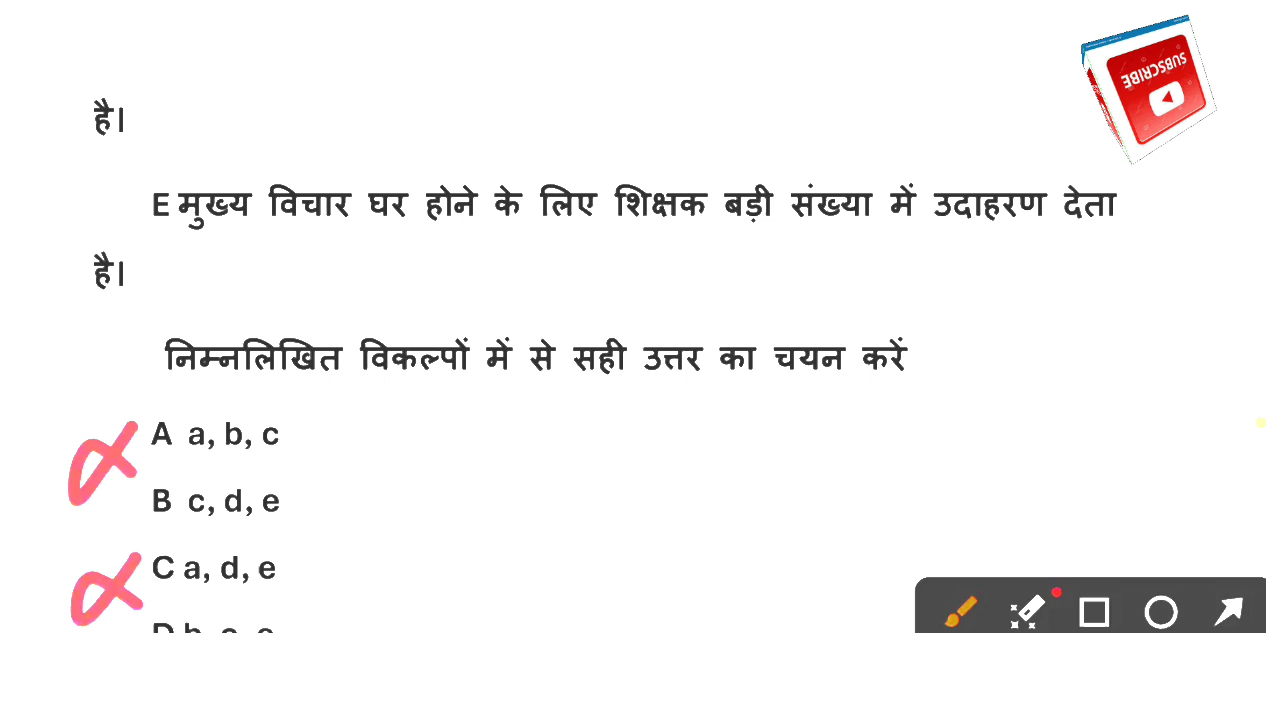 है।
E मुख्य विचार घर होने के लिए शिक्षक बड़ी संख्या में उदाहरण देता
है।
निम्नलिखित विकल्पों में से सही उत्तर का चयन करें
A a, b, c
B c, d, e
C a, d, e
SUBSCRIBE